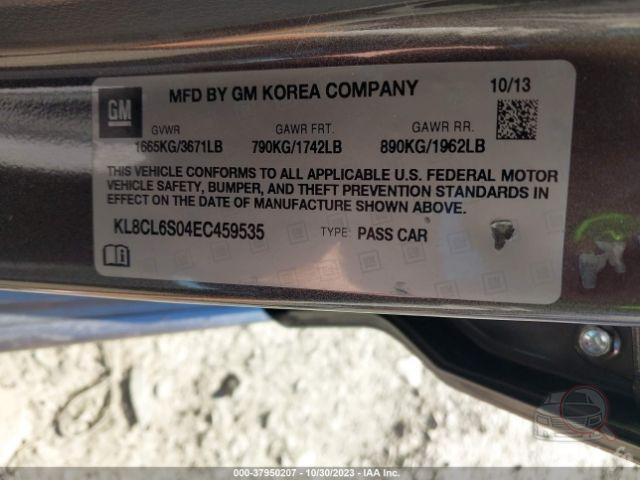 GM
MFD BY GM KOREA COMPANY
10/13
GVWR GAWR FRT. GAWR RR.
1665KG/3671LB 790KG/1742LB 890KG/1962LB
THIS VEHICLE CONFORMS TO ALL APPLICABLE U.S. FEDERAL MOTOR
VEHICLE SAFETY, BUMPER, AND THEFT PREVENTION STANDARDS IN
EFFECT ON THE DATE OF MANUFACTURE SHOWN ABOVE.
KL8CL6S04EC459535 TYPE: PASS CAR
000-37950207 - 10/30/2023 - IAA Inc.